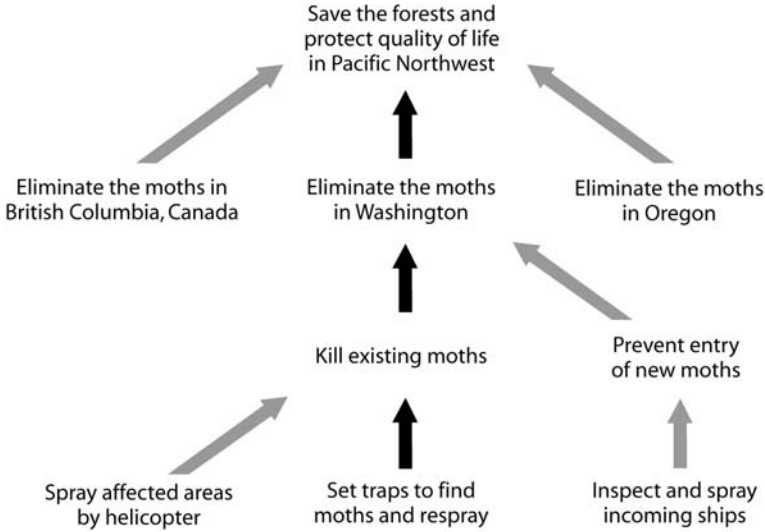 Save the forests and
protect quality of life
in Pacific Northwest
Eliminate the moths in
British Columbia, Canada
Eliminate the moths
in Washington
Eliminate the moths
in Oregon
Kill existing moths
Prevent entry
of new moths
Spray affected areas
by helicopter
Set traps to find
moths and respray
Inspect and spray
incoming ships